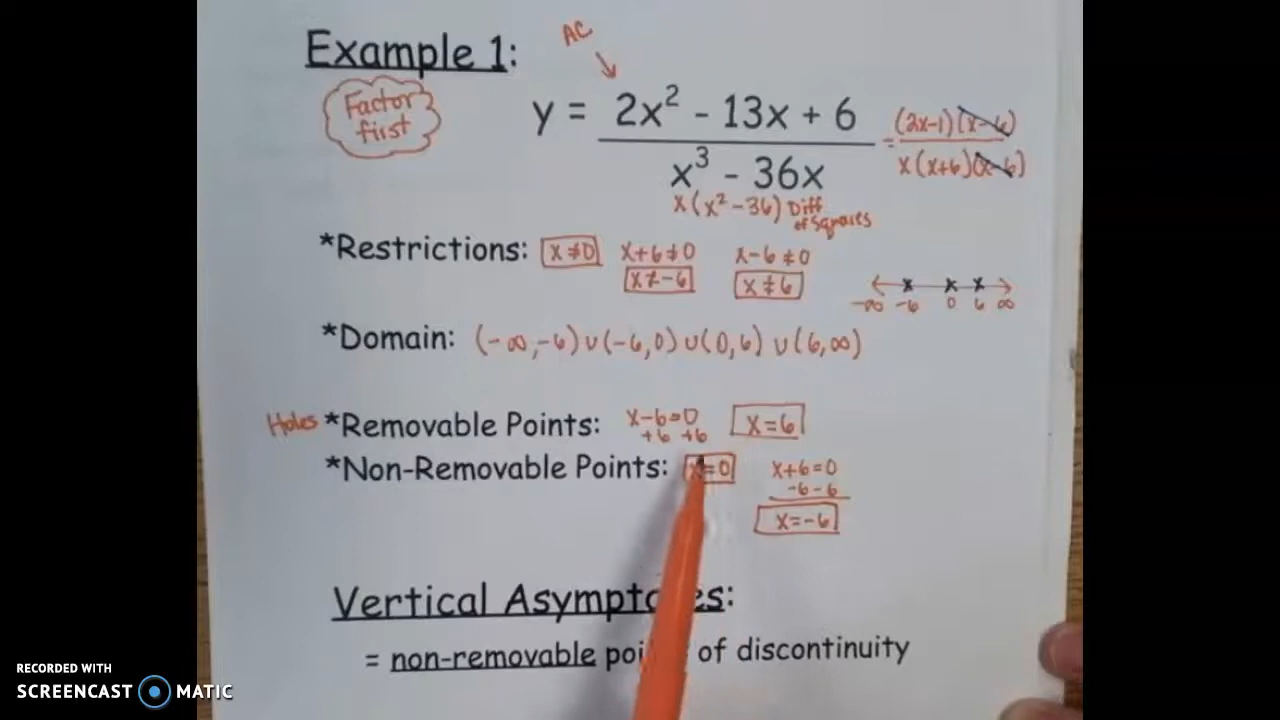 AC
Example 1:
Factor
first
y = 2x² - 13x + 6 / x³ - 36x = (2x-1)(x-6) / x(x+6)(x-6)
x(x²-36) Diff
of Squares
*Restrictions: x≠0 x+6≠0 x-6≠0
x≠-6 x≠6
-∞ -6 0 6 ∞
*Domain: (-∞,-6)∪(-6,0)∪(0,6)∪(6,∞)
Holes *Removable Points: x-6=0 x=6
+6 +6
*Non-Removable Points: x=0 x+6=0
-6 -6
x=-6
Vertical Asymptotes:
= non-removable points of discontinuity
RECORDED WITH
SCREENCAST MATIC